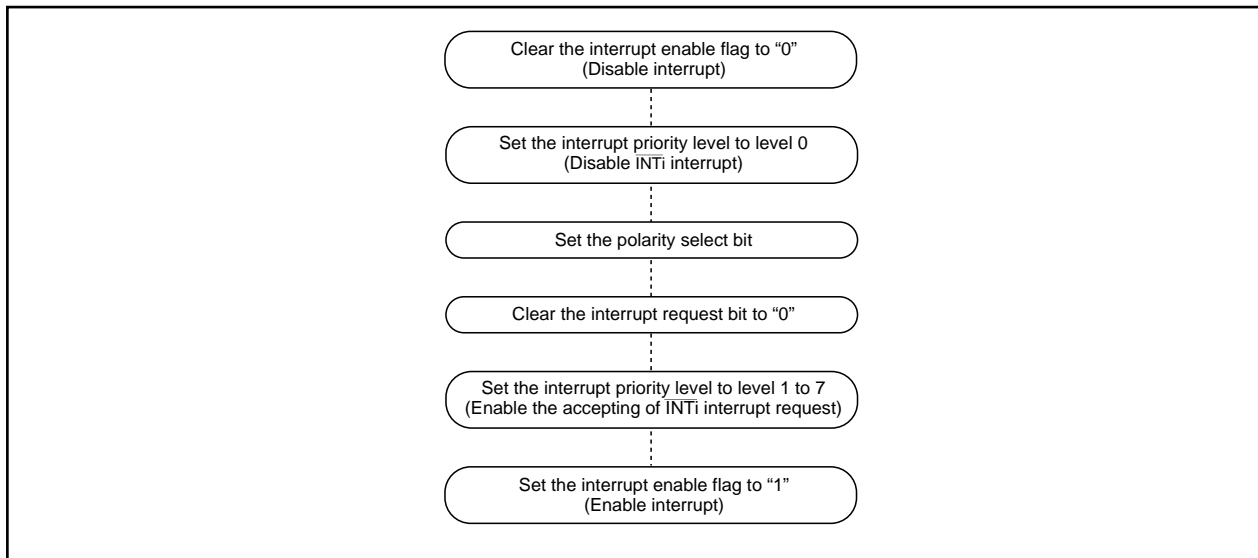 Clear the interrupt enable flag to “0”
(Disable interrupt)
Set the interrupt priority level to level 0
(Disable INTi interrupt)
Set the polarity select bit
Clear the interrupt request bit to “0”
Set the interrupt priority level to level 1 to 7
(Enable the accepting of INTi interrupt request)
Set the interrupt enable flag to “1”
(Enable interrupt)